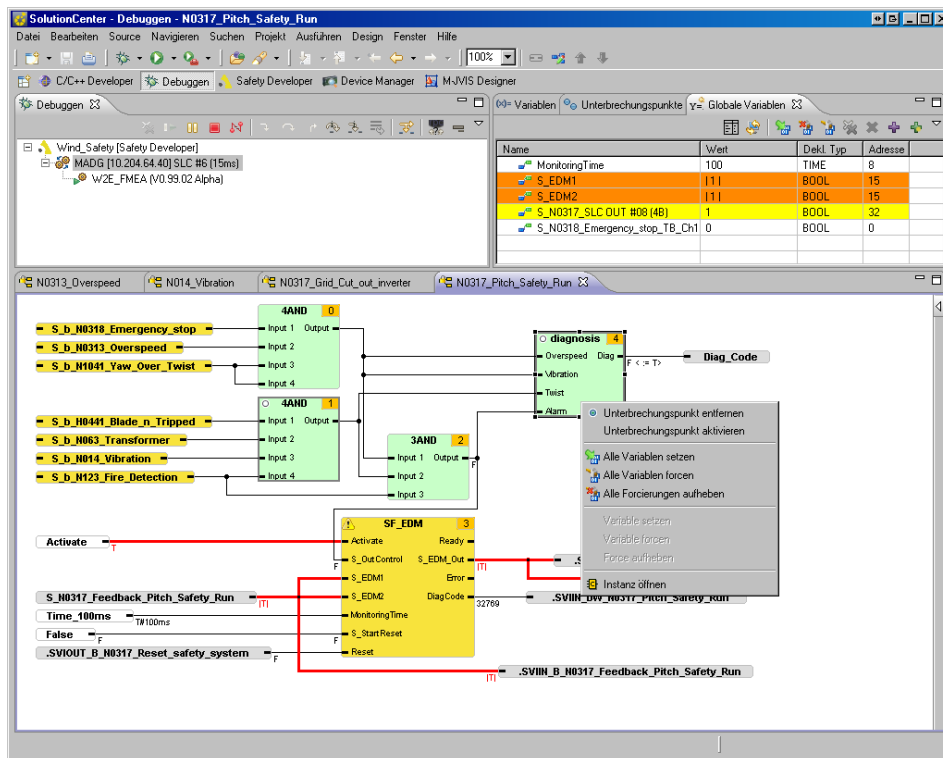 SolutionCenter - Debuggen - N0317_Pitch_Safety_Run
Datei Bearbeiten Source Navigieren Suchen Projekt Ausführen Design Fenster Hilfe
100%
C/C++ Developer Debuggen Safety Developer Device Manager M-JVIS Designer
Debuggen
Wind_Safety [Safety Developer]
MADG [10.204.64.40] SLC #6 (15ms)
W2E_FMEA (V0.99.02 Alpha)
(x)= Variablen Unterbrechungspunkte Globale Variablen
Name Wert Dekl. Typ Adresse
MonitoringTime 100 TIME 8
S_EDM1 |1| BOOL 15
S_EDM2 |1| BOOL 15
S_N0317_SLC OUT #08 (4B) 1 BOOL 32
S_N0318_Emergency_stop_TB_Ch1 0 BOOL 0
N0313_Overspeed N014_Vibration N0317_Grid_Cut_out_inverter N0317_Pitch_Safety_Run
4AND 0
S_b_N0318_Emergency_stop Input 1 Output
S_b_N0313_Overspeed Input 2
S_b_N1041_Yaw_Over_Twist Input 3
Input 4
4AND 1
S_b_H0441_Blade_n_Tripped Input 1 Output
S_b_N063_Transformer Input 2
S_b_N014_Vibration Input 3
S_b_N123_Fire_Detection Input 4
3AND 2
Input 1 Output
F
Input 2
Input 3
diagnosis 4
Overspeed Diag F < := T> Diag_Code
Vibration
Twist
Alarm
Unterbrechungspunkt entfernen
Unterbrechungspunkt aktivieren
Alle Variablen setzen
Alle Variablen forcen
Alle Forcierungen aufheben
Variable setzen
Variable forcen
Force aufheben
Instanz öffnen
SF_EDM 3
Activate T Activate Ready
F S_OutControl S_EDM_Out |T| .S
S_EDM1 Error
S_N0317_Feedback_Pitch_Safety_Run |T| S_EDM2 DiagCode 32769 .SVIIN_DW_N0317_Pitch_Safety_Run
Time_100ms T#100ms MonitoringTime
False F F S_StartReset
.SVIOUT_B_N0317_Reset_safety_system F Reset
|T| .SVIIN_B_N0317_Feedback_Pitch_Safety_Run